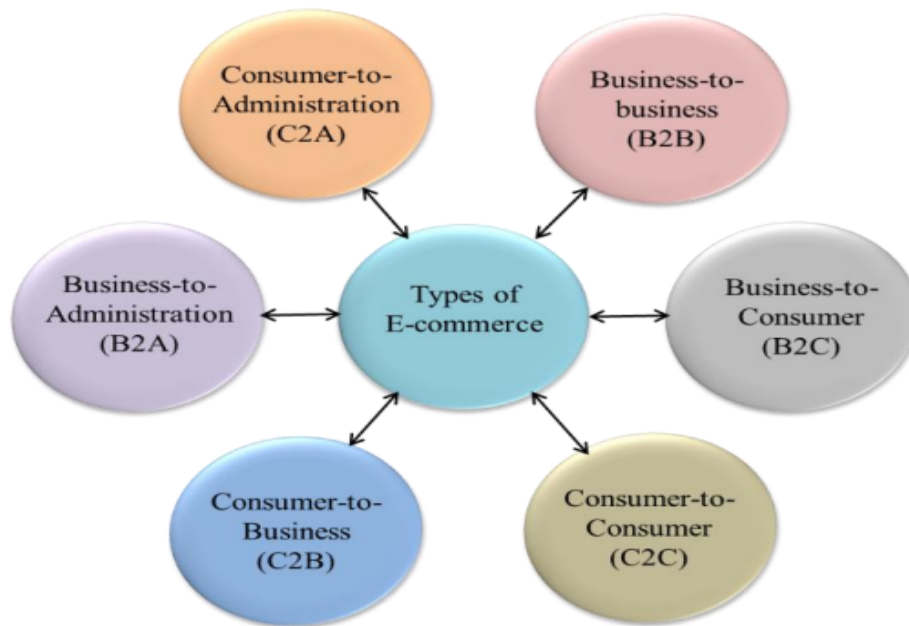 Consumer-to-
Administration
(C2A)
Business-to-
business
(B2B)
Business-to-
Administration
(B2A)
Types of
E-commerce
Business-to-
Consumer
(B2C)
Consumer-to-
Business
(C2B)
Consumer-to-
Consumer
(C2C)